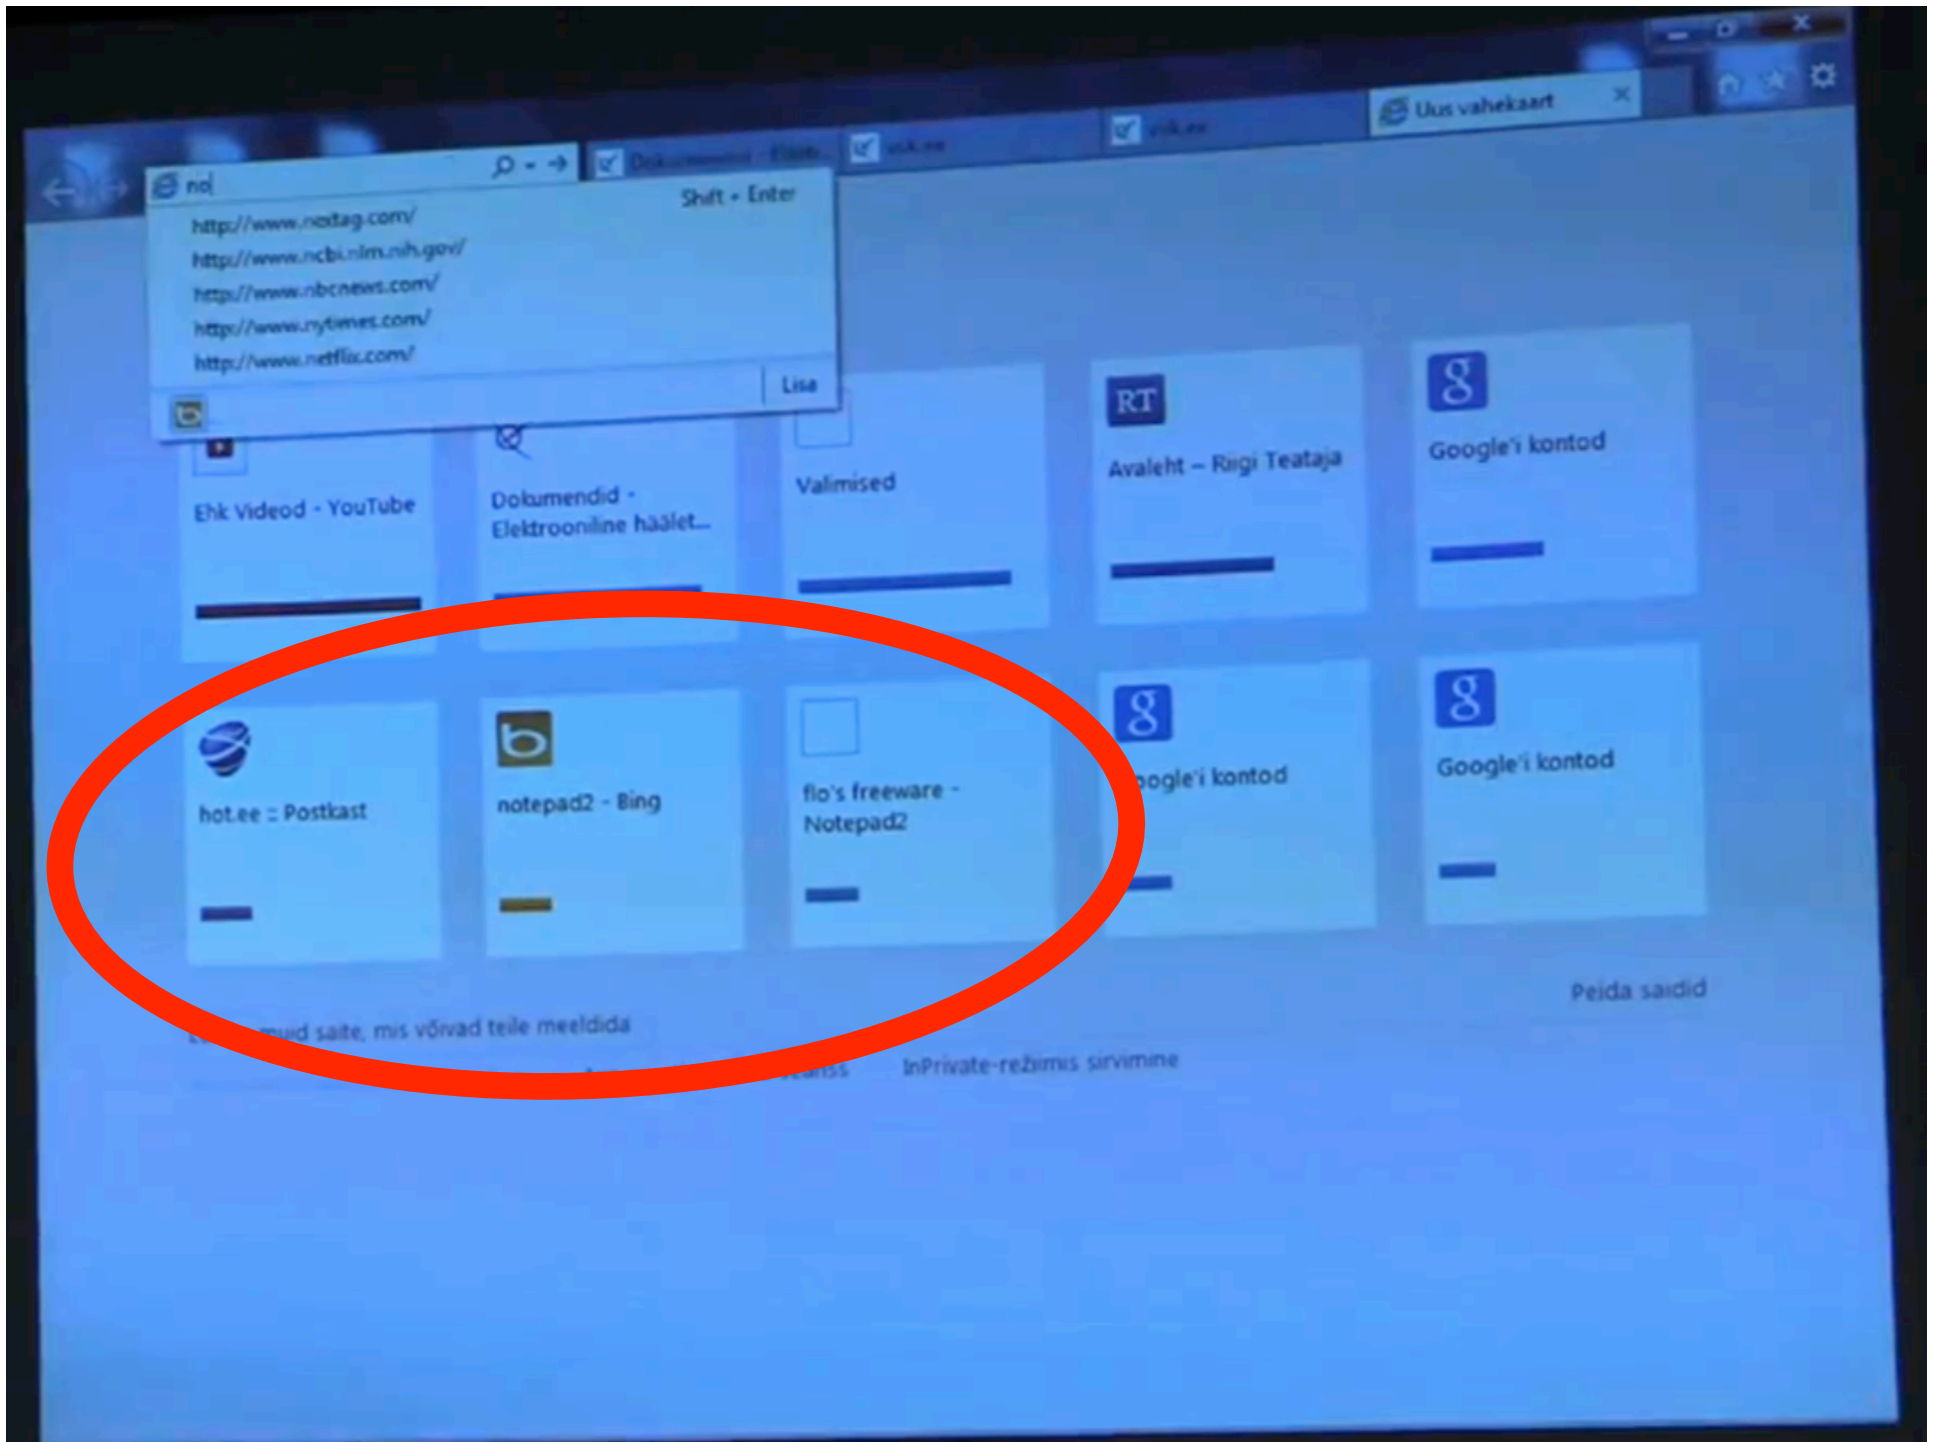 Uus vahekaart
no
Shift + Enter
http://www.nextag.com/
http://www.ncbi.nlm.nih.gov/
http://www.nbcnews.com/
http://www.nytimes.com/
http://www.netflix.com/
Lisa
b
Ehk Videod - YouTube
Dokumendid -
Elektrooniline häälet...
Valimised
RT
Avaleht – Riigi Teataja
g
Google'i kontod
hot.ee :: Postkast
b
notepad2 - Bing
flo's freeware -
Notepad2
g
oogle'i kontod
g
Google'i kontod
Peida saidid
muid saite, mis võivad teile meeldida
InPrivate-režiimis sirvimine